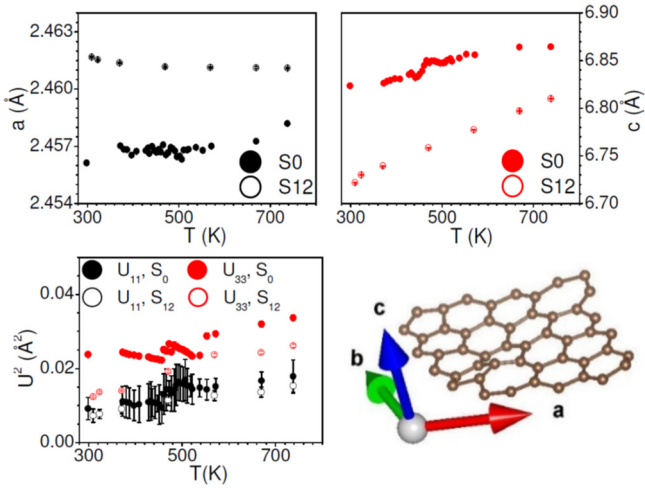 2.463
2.460
2.457
2.454
a (Å)
S0
S12
300 500 700
T (K)
6.90
6.85
6.80
6.75
6.70
c (Å)
S0
S12
300 500 700
T (K)
0.04
0.02
0.00
U² (Å²)
U₁₁, S₀ U₃₃, S₀
U₁₁, S₁₂ U₃₃, S₁₂
300 500 700
T(K)
c
b
a